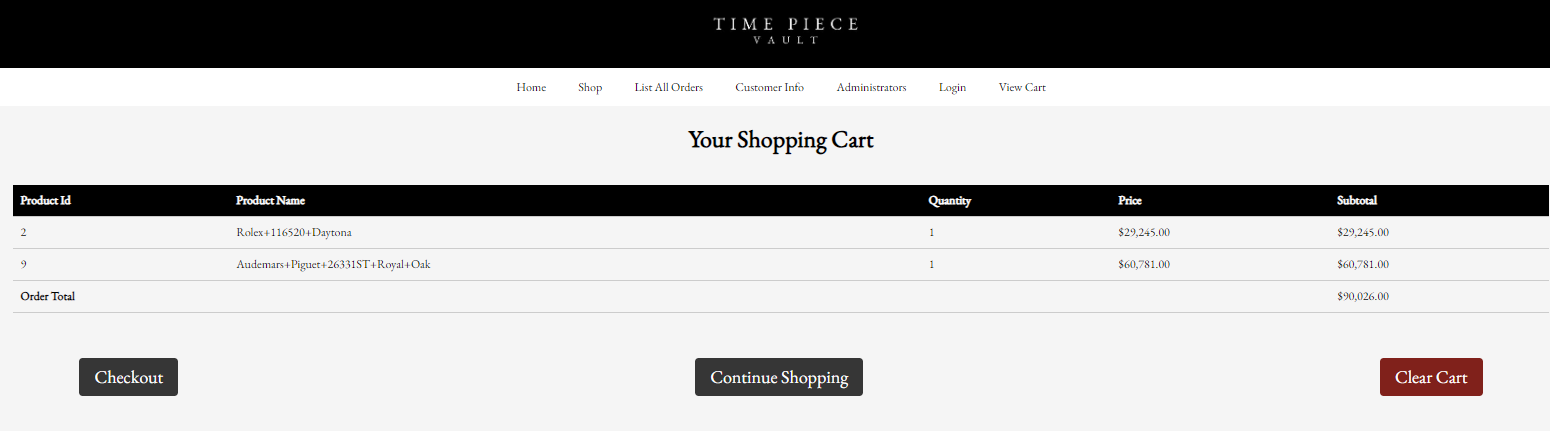 TIME PIECE
VAULT
Home Shop List All Orders Customer Info Administrators Login View Cart
Your Shopping Cart
Product Id Product Name Quantity Price Subtotal
2 Rolex+116520+Daytona 1 $29,245.00 $29,245.00
9 Audemars+Piguet+26331ST+Royal+Oak 1 $60,781.00 $60,781.00
Order Total $90,026.00
Checkout Continue Shopping Clear Cart